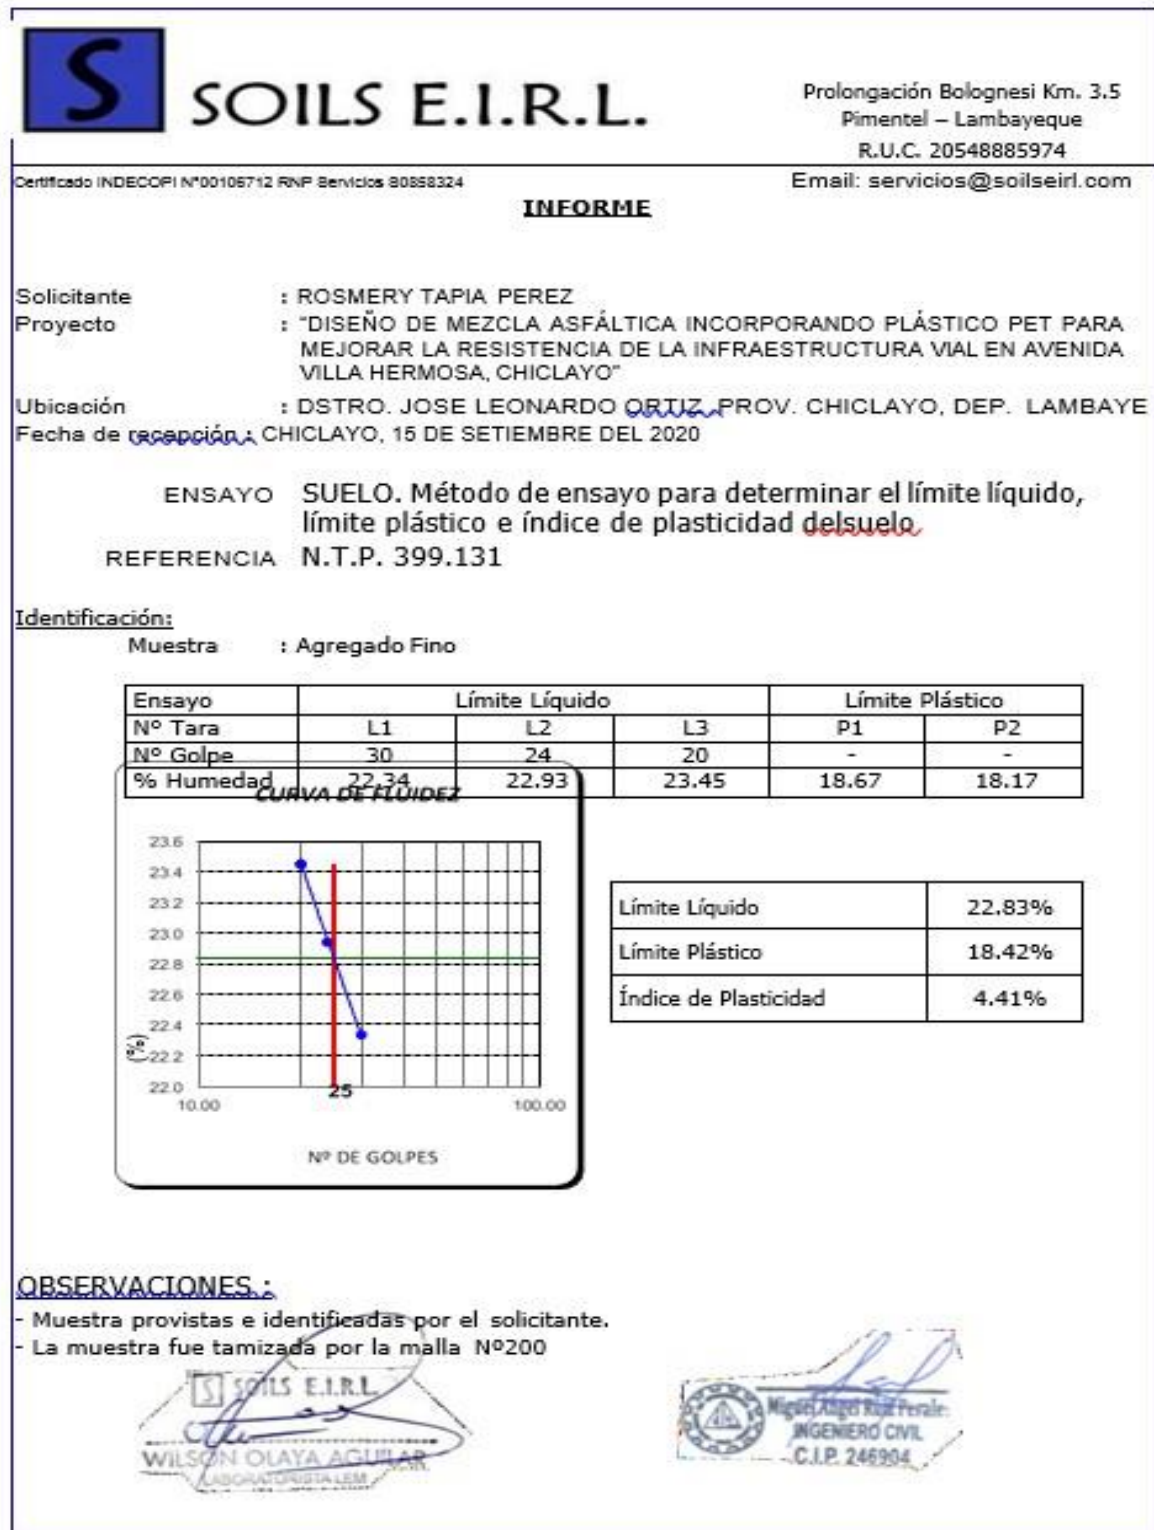 S
SOILS E.I.R.L.
Prolongación Bolognesi Km. 3.5
Pimentel – Lambayeque
R.U.C. 20548885974
Certificado INDECOPI Nº00106712 RNP Servicios S0858324
Email: servicios@soilseirl.com
INFORME
Solicitante : ROSMERY TAPIA PEREZ
Proyecto : "DISEÑO DE MEZCLA ASFÁLTICA INCORPORANDO PLÁSTICO PET PARA
MEJORAR LA RESISTENCIA DE LA INFRAESTRUCTURA VIAL EN AVENIDA
VILLA HERMOSA, CHICLAYO"
Ubicación : DSTRO. JOSE LEONARDO ORTIZ, PROV. CHICLAYO, DEP. LAMBAYE
Fecha de recepción : CHICLAYO, 15 DE SETIEMBRE DEL 2020
ENSAYO SUELO. Método de ensayo para determinar el límite líquido,
límite plástico e índice de plasticidad delsuelo
REFERENCIA N.T.P. 399.131
Identificación:
Muestra : Agregado Fino
Ensayo Límite Líquido Límite Plástico
Nº Tara L1 L2 L3 P1 P2
Nº Golpe 30 24 20 - -
% Humedad 22.34 22.93 23.45 18.67 18.17
CURVA DE FLUIDEZ
23.6
23.4
23.2
23.0
22.8
22.6
22.4
22.2
22.0
(%)
25
10.00 100.00
Nº DE GOLPES
Límite Líquido 22.83%
Límite Plástico 18.42%
Índice de Plasticidad 4.41%
OBSERVACIONES :
- Muestra provistas e identificadas por el solicitante.
- La muestra fue tamizada por la malla Nº200
S SOILS E.I.R.L.
WILSON OLAYA AGUILAR
LABORATORISTA LEM
Miguel Angel Ruiz Perales
INGENIERO CIVIL
C.I.P. 246904